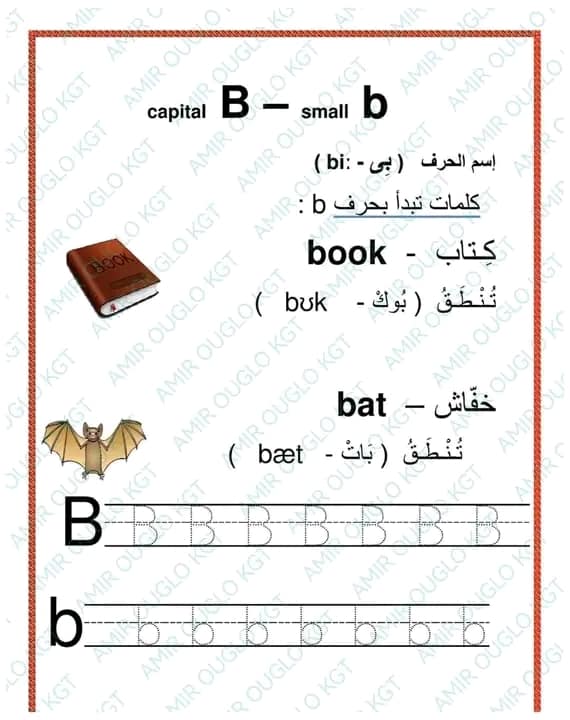 capital B – small b
إسم الحرف ( بى - bi: )
كلمات تبدأ بحرف b :
كِتاب - book
BOOK
تُنْطَقُ ( بُوكْ - bʊk )
خفّاش – bat
تُنْطَقُ ( بَاتْ - bæt )
B B B B B B B B
b b b b b b b b
AMIR OUGLO KGT